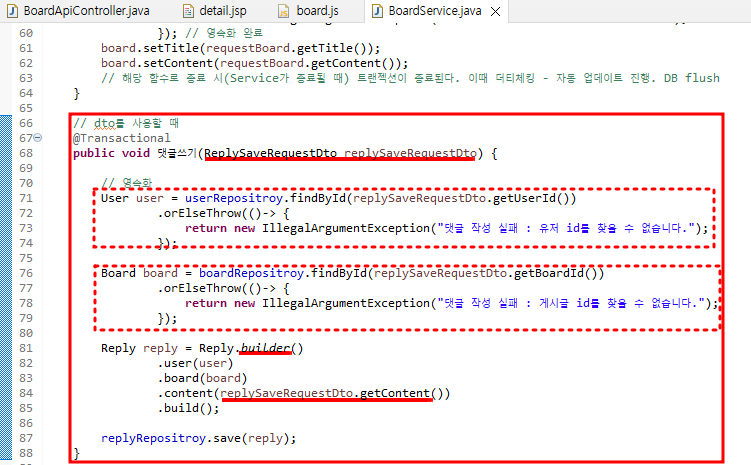 BoardApiController.java detail.jsp board.js BoardService.java
60 }); // 영속화 완료
61 board.setTitle(requestBoard.getTitle());
62 board.setContent(requestBoard.getContent());
63 // 해당 함수로 종료 시(Service가 종료될 때) 트랜젝션이 종료된다. 이때 더티체킹 - 자동 업데이트 진행. DB flush
64 }
65
66 // dto를 사용할 때
67 @Transactional
68 public void 댓글쓰기(ReplySaveRequestDto replySaveRequestDto) {
69
70 // 영속화
71 User user = userRepositroy.findById(replySaveRequestDto.getUserId())
72 .orElseThrow(()-> {
73 return new IllegalArgumentException("댓글 작성 실패 : 유저 id를 찾을 수 없습니다.");
74 });
75
76 Board board = boardRepositroy.findById(replySaveRequestDto.getBoardId())
77 .orElseThrow(()-> {
78 return new IllegalArgumentException("댓글 작성 실패 : 게시글 id를 찾을 수 없습니다.");
79 });
80
81 Reply reply = Reply.builder()
82 .user(user)
83 .board(board)
84 .content(replySaveRequestDto.getContent())
85 .build();
86
87 replyRepositroy.save(reply);
88 }